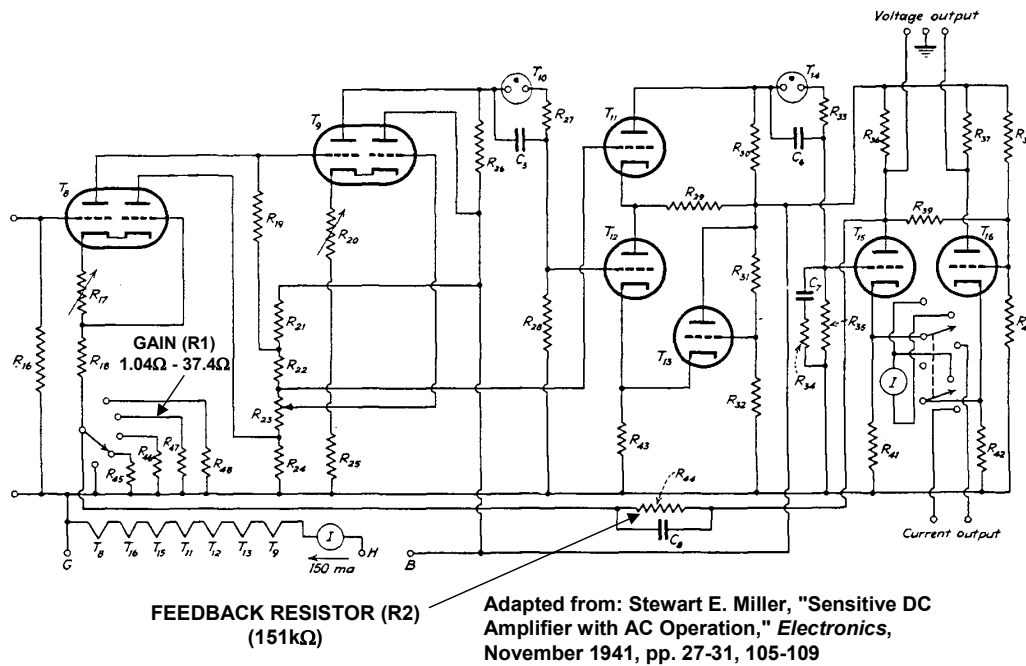 Voltage output
T10
T14
T9
T11
R27
R33
R36
R37
R3
C5
C6
R26
R30
T8
R29
R39
R19
T12
T15
T16
R20
R31
C7
R17
R21
R28
R35
R4
GAIN (R1)
1.04Ω - 37.4Ω
R16
R18
R22
T13
R34
I
R23
R32
R43
R41
R42
R47
R46
R45
R48
R24
R25
R44
C8
T8 T16 T15 T11 T12 T13 T9
I
G
150 ma
H
B
Current output
FEEDBACK RESISTOR (R2)
(151kΩ)
Adapted from: Stewart E. Miller, "Sensitive DC
Amplifier with AC Operation," Electronics,
November 1941, pp. 27-31, 105-109